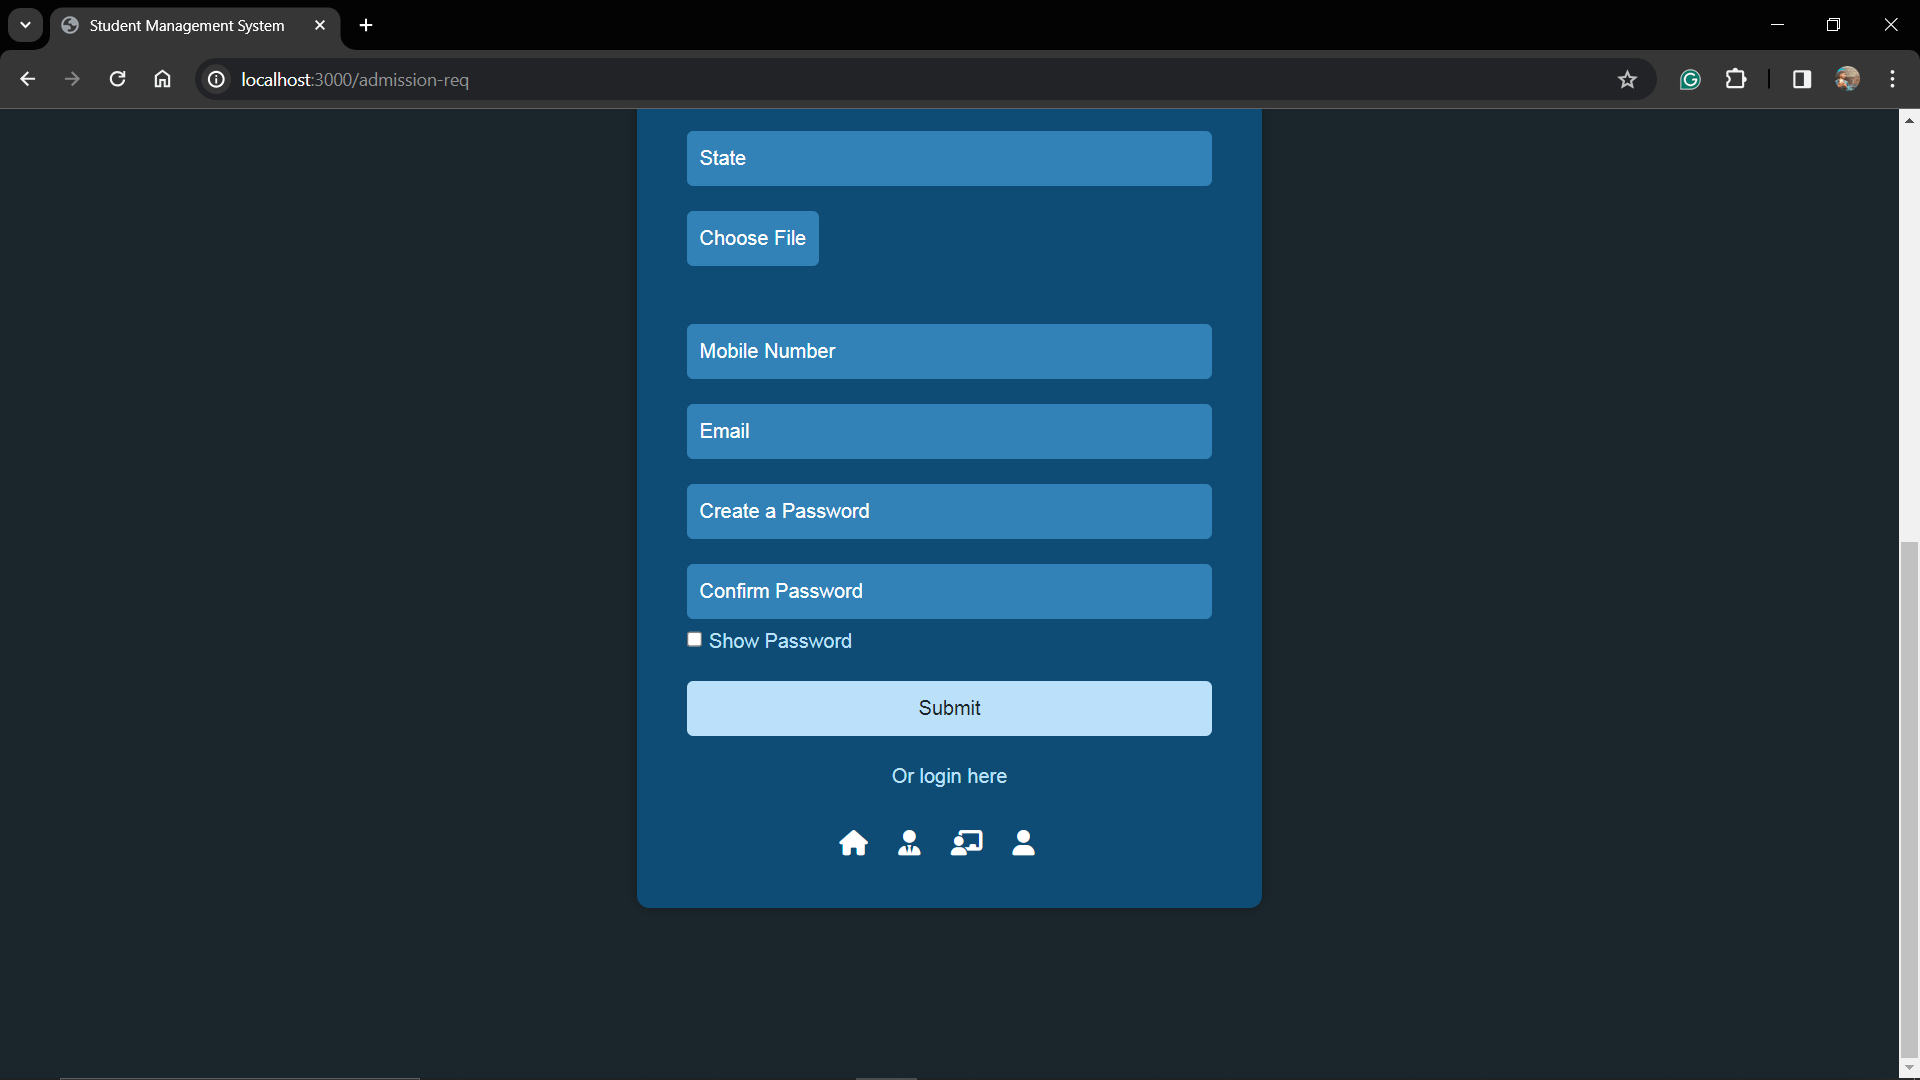 Student Management System
localhost:3000/admission-req
State
Choose File
Mobile Number
Email
Create a Password
Confirm Password
Show Password
Submit
Or login here